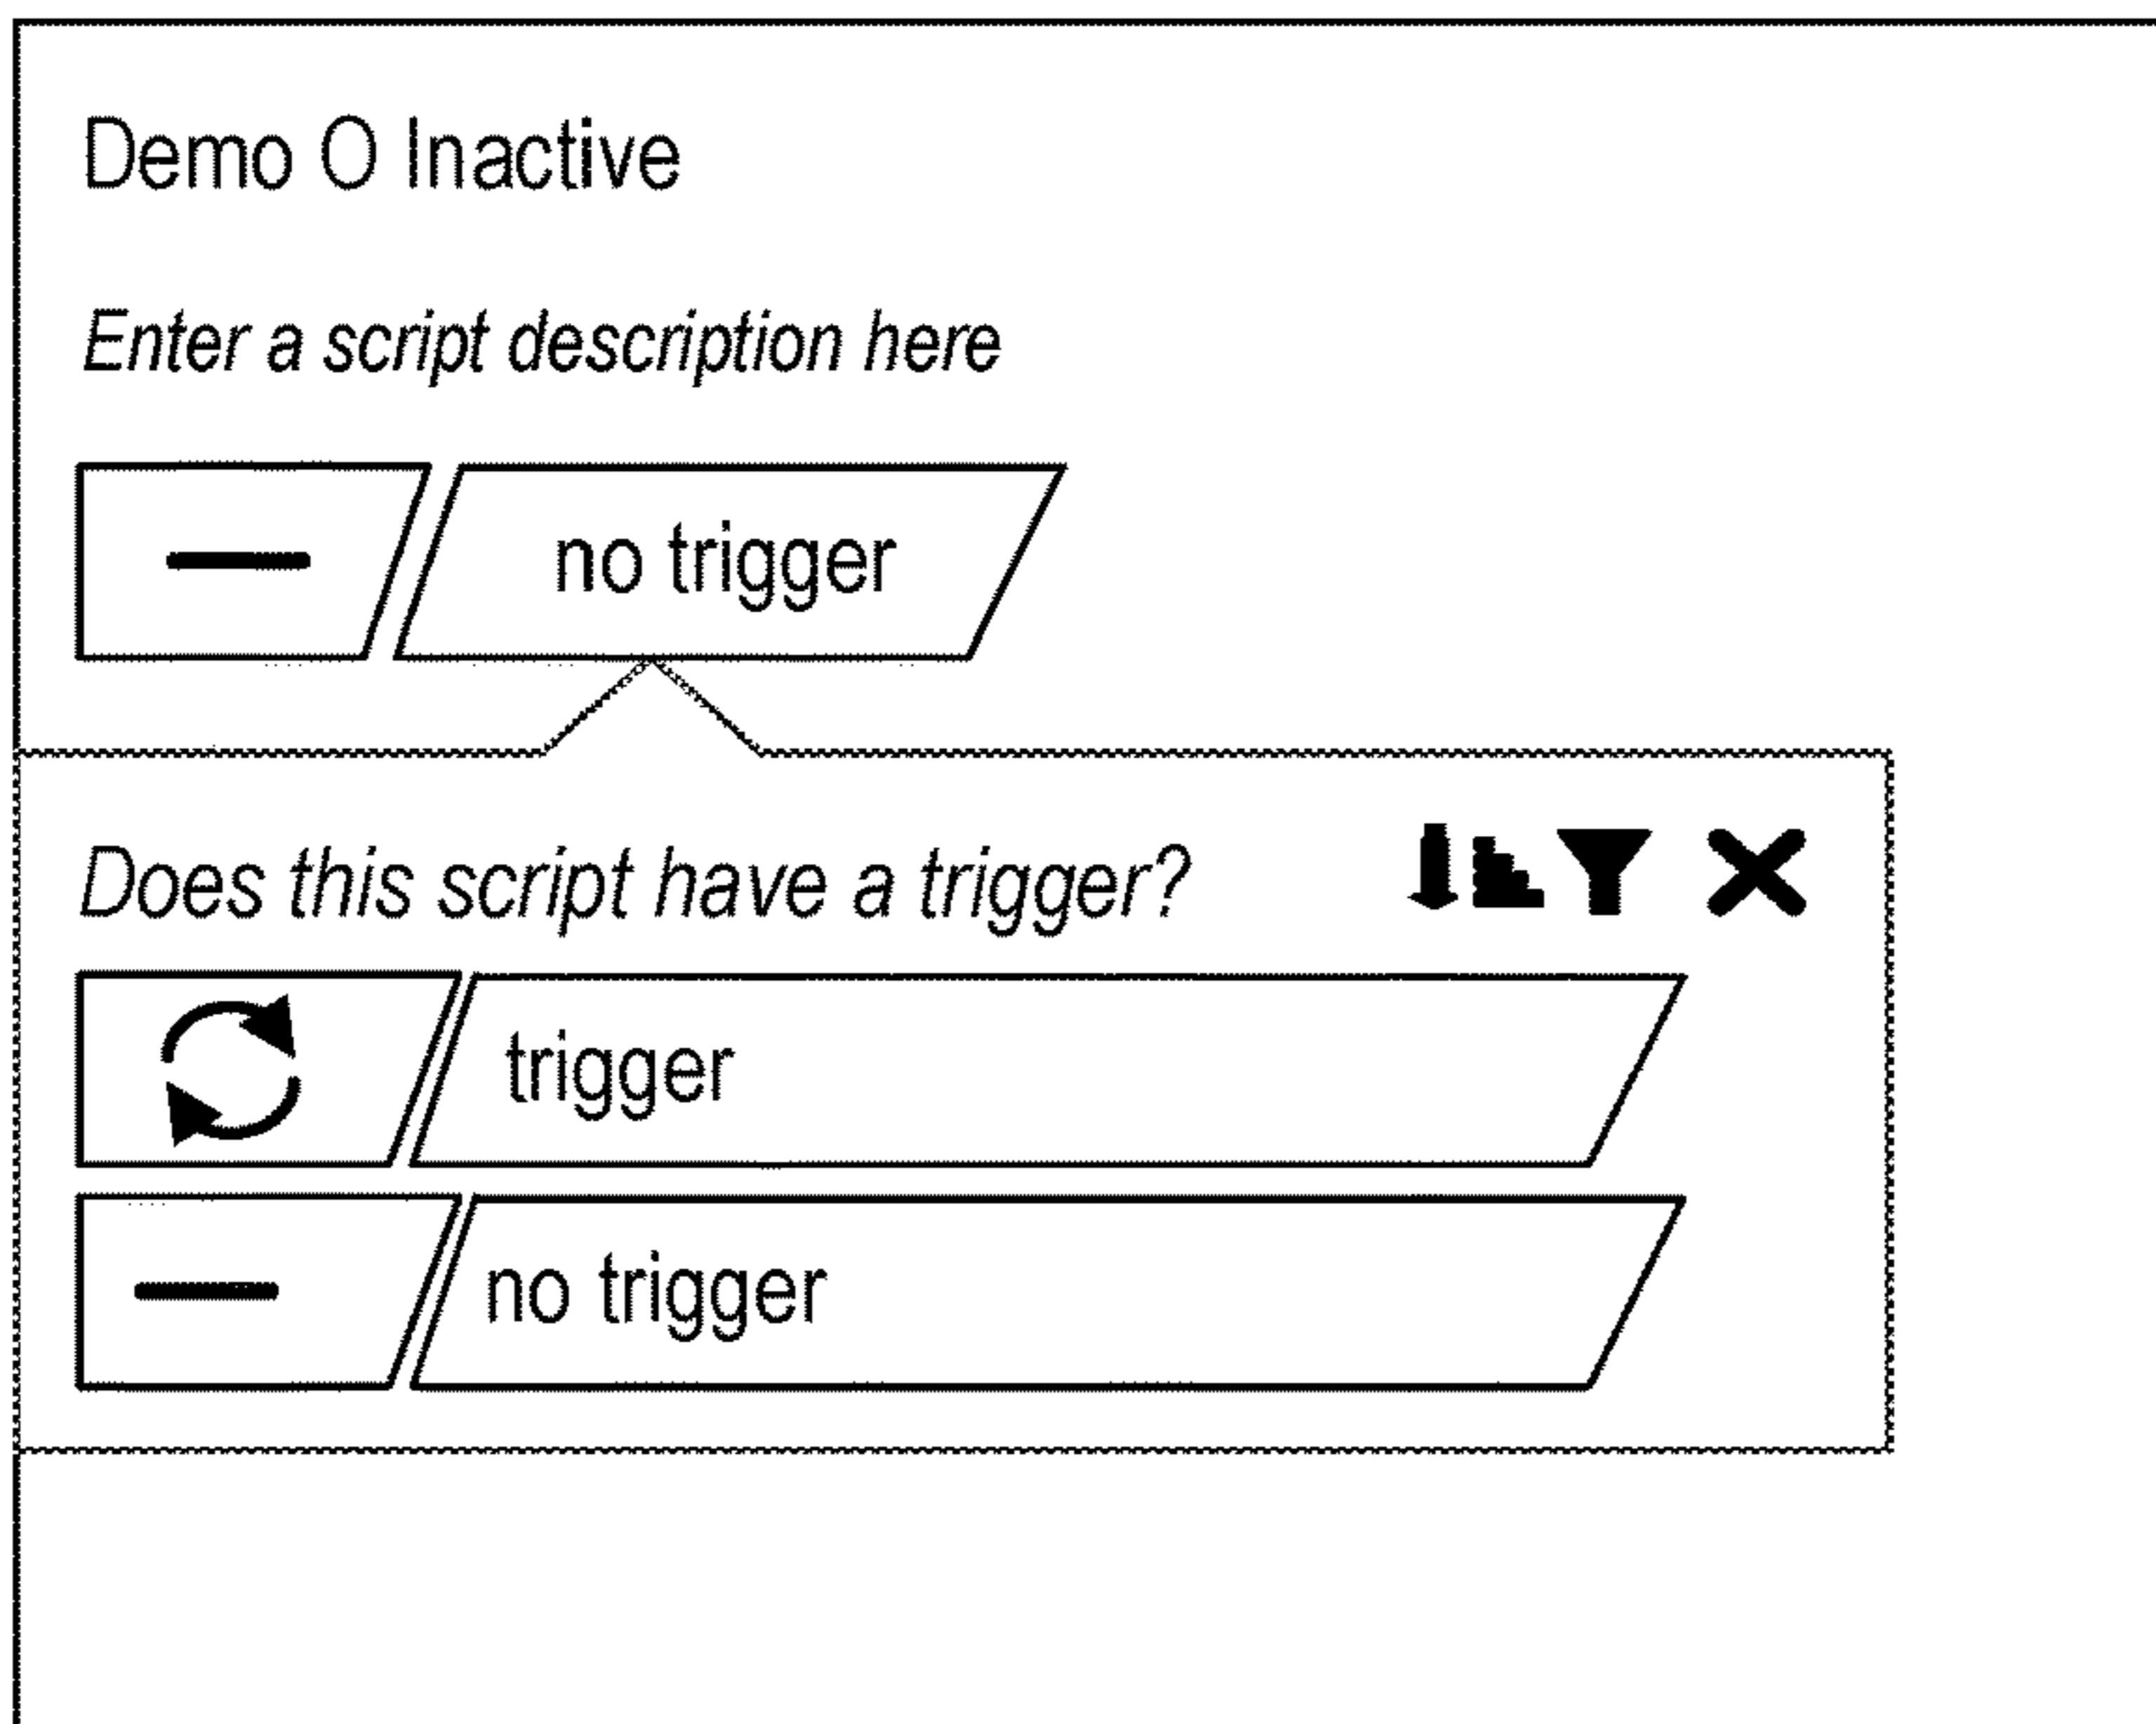 Demo O Inactive
Enter a script description here
no trigger
Does this script have a trigger?
trigger
no trigger